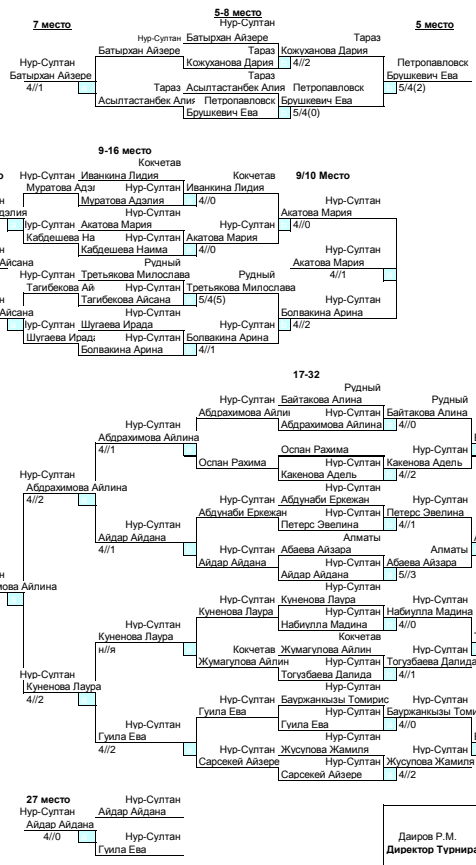 5-8 место
7 место Нур-Султан 5 место
Нур-Султан Батырхан Айзере Тараз
Батырхан Айзере Тараз Кожуханова Дария
Нур-Султан Кожуханова Дария 4//2 Петропавловск
Батырхан Айзере Тараз Брушкевич Ева
4//1 Тараз Асылтастанбек Алия Петропавловск 5/4(2)
Асылтастанбек Алия Петропавловск Брушкевич Ева
Брушкевич Ева 5/4(0)
9-16 место
Кокчетав
Нур-Султан Иванкина Лидия Кокчетав 9/10 Место
Нур-Султан Иванкина Лидия
Муратова Адэлия 4//0 Нур-Султан
Нур-Султан Акатова Мария
Нур-Султан Акатова Мария Нур-Султан 4//0
Кабдешева На Нур-Султан Акатова Мария
Кабдешева Наима 4//0 Нур-Султан
Рудный Акатова Мария
Нур-Султан Третьякова Милослава Рудный 4//1
Нур-Султан Третьякова Милослава
Тагибекова Айсана 5/4(5) Нур-Султан
Нур-Султан Болвакина Арина
Нур-Султан Шугаева Ирада Нур-Султан 4//2
Нур-Султан Болвакина Арина
Болвакина Арина 4//1
17-32
Рудный
Нур-Султан Байтакова Алина Рудный
Нур-Султан Байтакова Алина
Нур-Султан Абдрахимова Айлина 4//0
Абдрахимова Айлина
4//1 Оспан Рахима Нур-Султан
Оспан Рахима Нур-Султан Какенова Адель
Нур-Султан Какенова Адель 4//2
Абдрахимова Айлина Нур-Султан
4//2 Нур-Султан Абдунаби Еркежан Нур-Султан
Абдунаби Еркежан Нур-Султан Петерс Эвелина
Нур-Султан Петерс Эвелина 4//1
Айдар Айдана Алматы
4//1 Нур-Султан Абаева Айзара Алматы
Айдар Айдана Нур-Султан Абаева Айзара
Айдар Айдана 5//3
Нур-Султан
Нур-Султан Куненова Лаура Нур-Султан
Куненова Лаура Нур-Султан Набиулла Мадина
Нур-Султан Набиулла Мадина 4//0
Куненова Лаура Кокчетав
н//я Кокчетав Жумагулова Айлин Нур-Султан
Жумагулова Айлин Нур-Султан Тогузбаева Далида
Нур-Султан Тогузбаева Далида 4//1
Куненова Лаура Нур-Султан
4//2 Нур-Султан Бауржанкызы Томирис Нур-Султан
Гуила Ева Нур-Султан
Нур-Султан Гуила Ева 4//0
Гуила Ева Нур-Султан
4//2 Нур-Султан Жусупова Жамиля Нур-Султан
Сарсекей Айзере Нур-Султан Жусупова Жамиля
Сарсекей Айзере 4//2
27 место Нур-Султан
Нур-Султан Айдар Айдана
Айдар Айдана
4//0 Нур-Султан
Гуила Ева
Даиров Р.М.
Директор Турнира